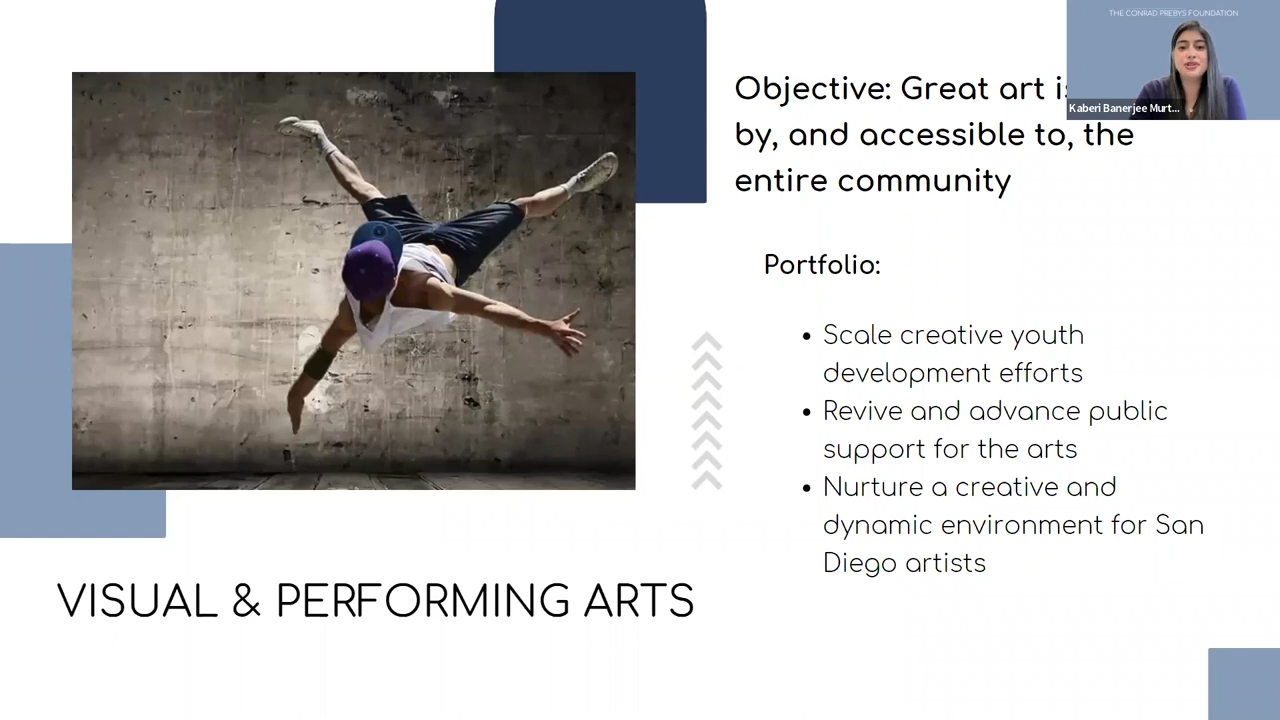 THE CONRAD PREBYS FOUNDATION
Kaberi Banerjee Murt...
Objective: Great art is
by, and accessible to, the
entire community
Portfolio:
• Scale creative youth
development efforts
• Revive and advance public
support for the arts
• Nurture a creative and
dynamic environment for San
Diego artists
VISUAL & PERFORMING ARTS